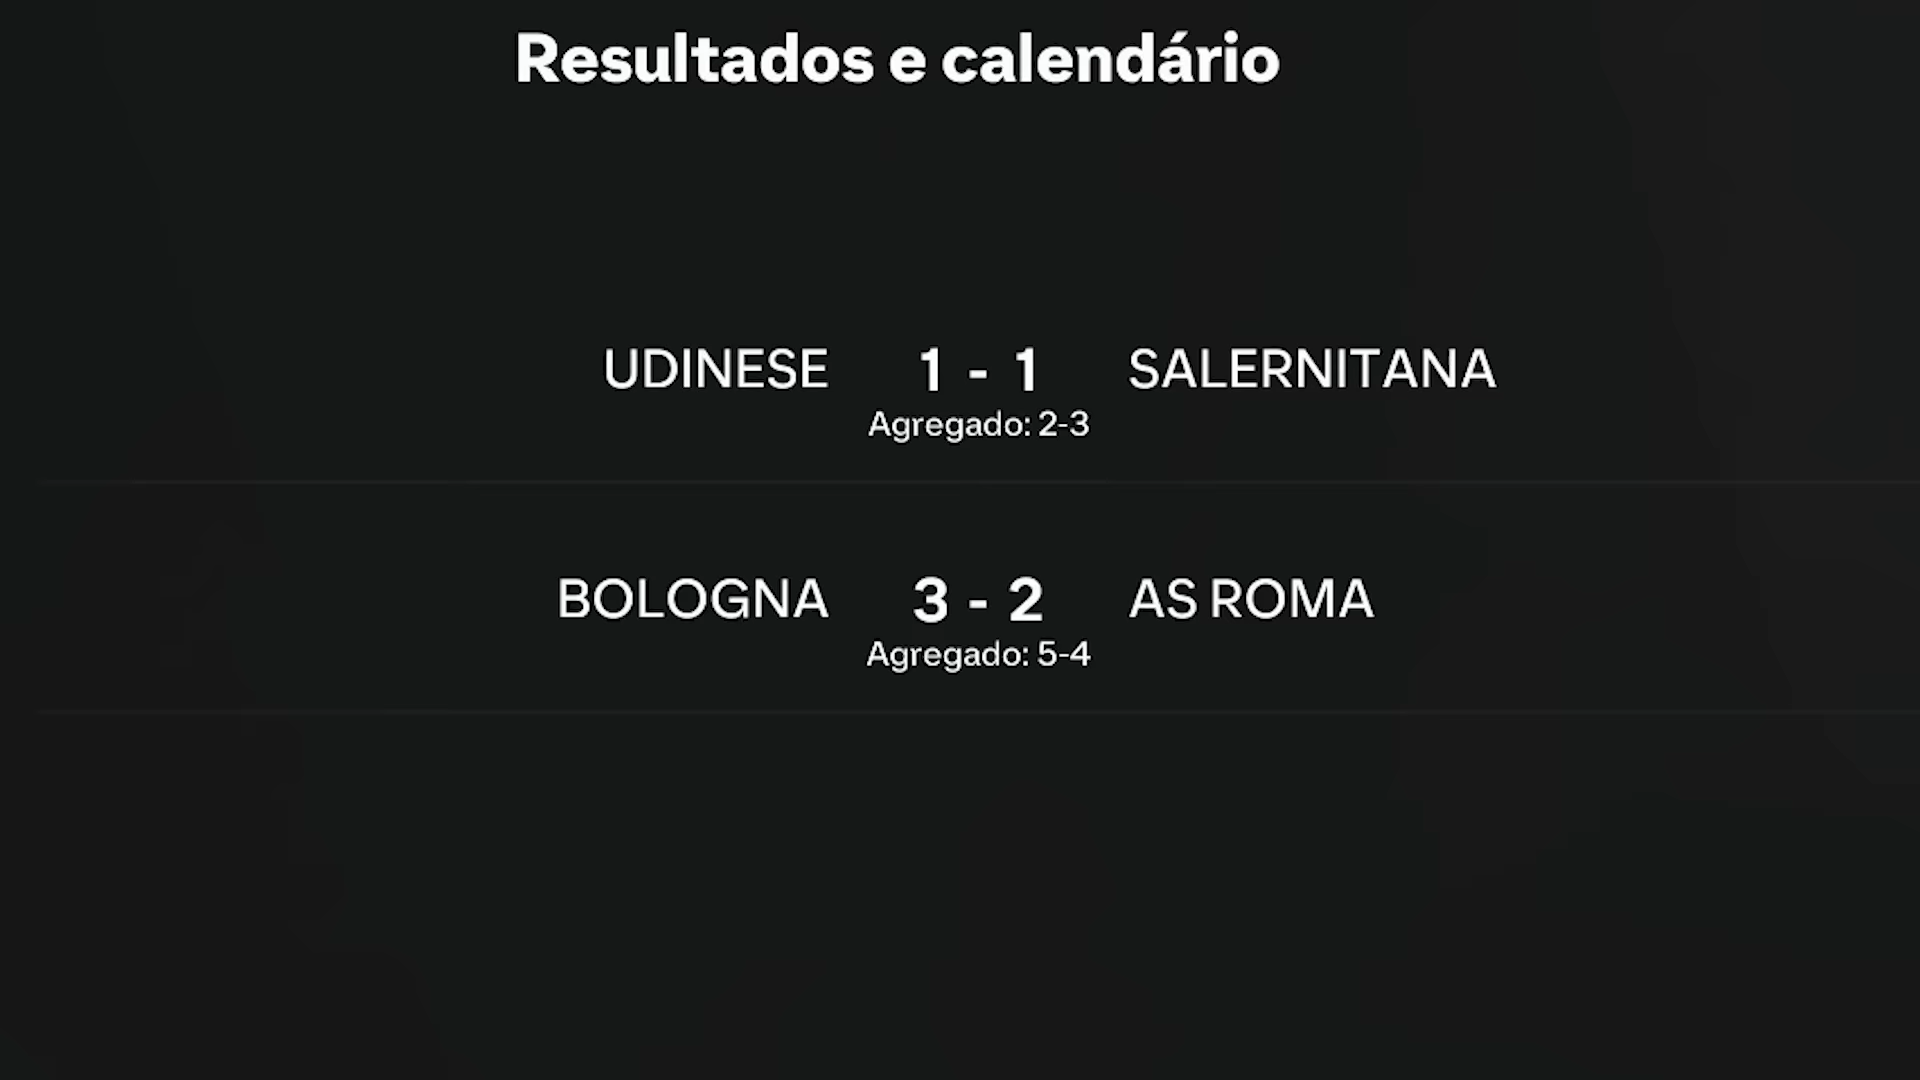 Resultados e calendário
UDINESE 1 - 1 SALERNITANA
Agregado: 2-3
BOLOGNA 3 - 2 AS ROMA
Agregado: 5-4